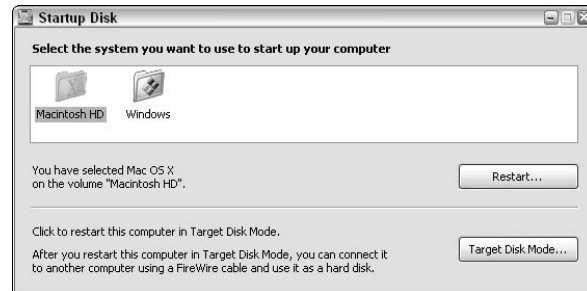 Startup Disk
Select the system you want to use to start up your computer
Macintosh HD
Windows
You have selected Mac OS X
on the volume "Macintosh HD".
Restart...
Click to restart this computer in Target Disk Mode.
After you restart this computer in Target Disk Mode, you can connect it
to another computer using a FireWire cable and use it as a hard disk.
Target Disk Mode...